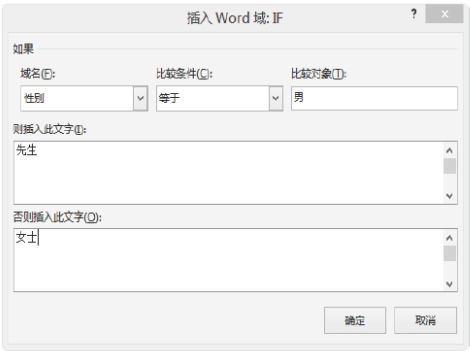 插入 Word 域: IF
? x
如果
域名(F): 比较条件(C): 比较对象(T):
性别 等于 男
则插入此文字(I):
先生
否则插入此文字(O):
女士
确定 取消